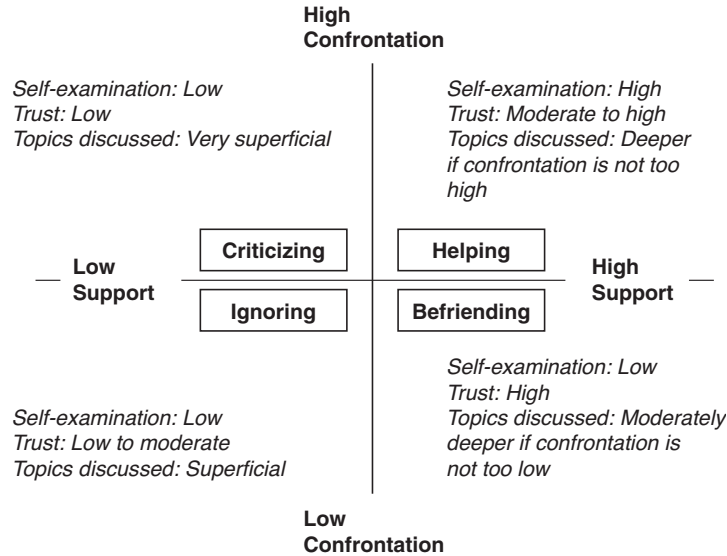 High
Confrontation
Self-examination: Low
Trust: Low
Topics discussed: Very superficial
Self-examination: High
Trust: Moderate to high
Topics discussed: Deeper
if confrontation is not too
high
Low
Support
Criticizing
Helping
High
Support
Ignoring
Befriending
Self-examination: Low
Trust: Low to moderate
Topics discussed: Superficial
Self-examination: Low
Trust: High
Topics discussed: Moderately
deeper if confrontation is
not too low
Low
Confrontation